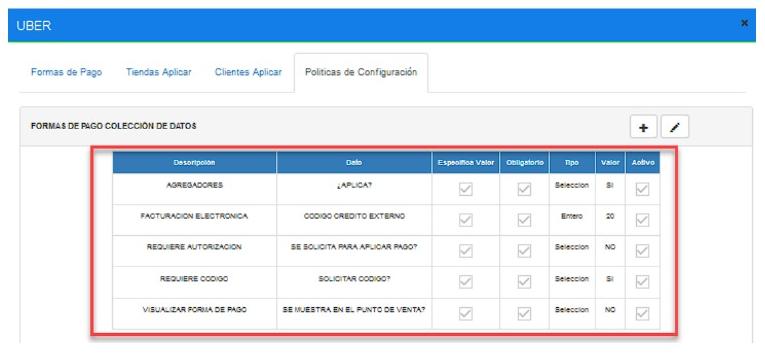 UBER
×
Formas de Pago Tiendas Aplicar Clientes Aplicar Politicas de Configuración
FORMAS DE PAGO COLECCIÓN DE DATOS
Descripción Dato Especifica Valor Obligatorio Tipo Valor Activo
AGREGADORES ¿APLICA? Seleccion SI
FACTURACION ELECTRONICA CODIGO CREDITO EXTERNO Entero 20
REQUIERE AUTORIZACION SE SOLICITA PARA APLICAR PAGO? Seleccion NO
REQUIERE CODIGO SOLICITAR CODIGO? Seleccion SI
VISUALIZAR FORMA DE PAGO SE MUESTRA EN EL PUNTO DE VENTA? Seleccion NO